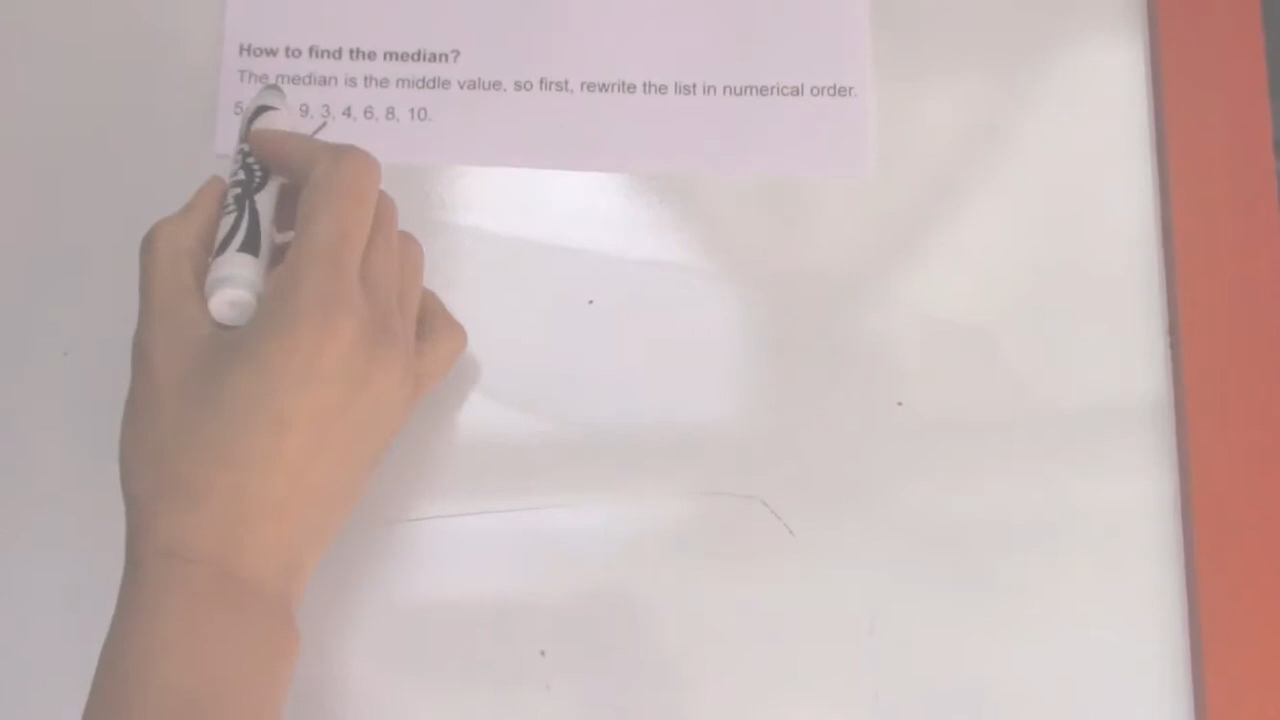 How to find the median?
The median is the middle value, so first, rewrite the list in numerical order.
5 9, 3, 4, 6, 8, 10.